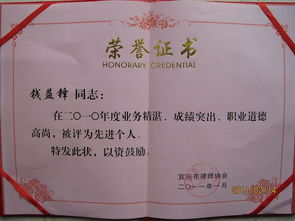 荣誉证书
HONORARY CREDENTIAL
钱益锋 同志：
在二〇一〇年度业务精湛、成绩突出、职业道德
高尚，被评为先进个人。
特发此状，以资鼓励。
宜兴市律师协会
二〇一一年一月
2011/02/14